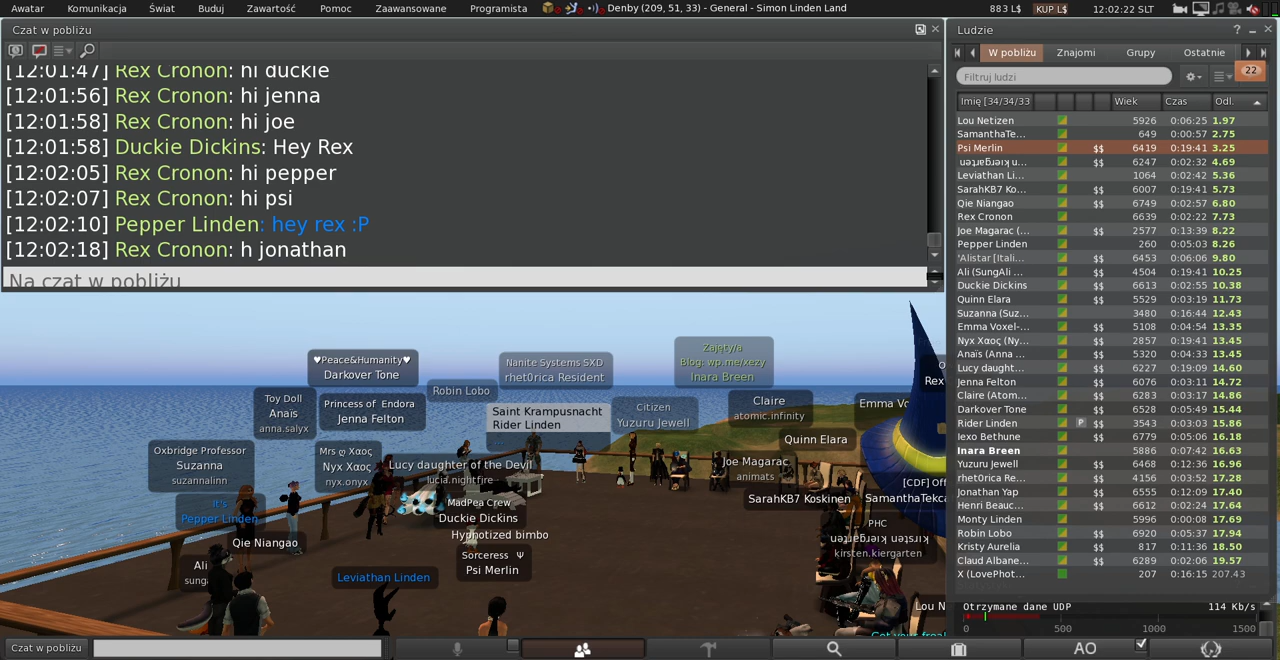 Awatar Komunikacja Świat Buduj Zawartość Pomoc Zaawansowane Programista Denby (209, 51, 33) - General - Simon Linden Land 883 L$ KUP L$ 12:02:22 SLT
Czat w pobliżu
[12:01:47] Rex Cronon: hi duckie
[12:01:56] Rex Cronon: hi jenna
[12:01:58] Rex Cronon: hi joe
[12:01:58] Duckie Dickins: Hey Rex
[12:02:05] Rex Cronon: hi pepper
[12:02:07] Rex Cronon: hi psi
[12:02:10] Pepper Linden: hey rex :P
[12:02:18] Rex Cronon: h jonathan
Na czat w pobliżu
♥Peace&Humanity♥
Darkover Tone
Nanite Systems SXD
rhet0rica Resident
Zajęty/a
Blog: wp.me/xezy
Inara Breen
Robin Lobo
Toy Doll
Anais
anna.salyx
Princess of Endora
Jenna Felton
Saint Krampusnacht
Rider Linden
Citizen
Yuzuru Jewell
Claire
atomic.infinity
Emma Vo
Rex
Oxbridge Professor
Suzanna
suzannalinn
Mrs ღ Xαος
Nyx Xαος
nyx.onyx
Lucy daughter of the Devil
lucia.nightfire
Quinn Elara
Joe Magarac
animats
SarahKB7 Koskinen
[CDF] Off
SamanthaTekca
It's
Pepper Linden
MadPea Crew
Duckie Dickins
Hypnotized bimbo
Qie Niangao
Sorceress Ψ
Psi Merlin
PHC
uǝʇɹɐƃɹǝıʞ uǝʇsɹıʞ
kirsten.kiergarten
Ali
sunga
Leviathan Linden
Lou N
Czat w pobliżu
Ludzie
W pobliżu Znajomi Grupy Ostatnie
Filtruj ludzi 22
Imię [34/34/33 Wiek Czas Odl.
Lou Netizen 5926 0:06:25 1.97
SamanthaTe... 649 0:00:57 2.75
Psi Merlin $$ 6419 0:19:41 3.25
uǝʇɹɐƃɹǝıʞ u... $$ 6247 0:02:32 4.69
Leviathan Li... 1064 0:02:42 5.36
SarahKB7 Ko... $$ 6007 0:19:41 5.73
Qie Niangao $$ 6749 0:02:57 6.80
Rex Cronon 6639 0:02:22 7.73
Joe Magarac (... $$ 2577 0:13:39 8.22
Pepper Linden 260 0:05:03 8.26
'Alistar [Itali... $$ 6453 0:06:06 9.80
Ali (SungAli ... $$ 4504 0:19:41 10.25
Duckie Dickins $$ 6613 0:02:55 10.38
Quinn Elara $$ 5529 0:03:19 11.73
Suzanna (Suz... 3480 0:16:44 12.43
Emma Voxel-... $$ 5108 0:04:54 13.35
Nyx Xαος (Ny... $$ 2857 0:19:41 13.45
Anaïs (Anna ... $$ 5320 0:04:33 13.45
Lucy daught... $$ 6227 0:19:09 14.60
Jenna Felton $$ 6076 0:03:11 14.72
Claire (Atom... $$ 6283 0:03:17 14.86
Darkover Tone $$ 6528 0:05:49 15.44
Rider Linden P $$ 3543 0:03:03 15.86
Iexo Bethune $$ 6779 0:05:06 16.18
Inara Breen 5886 0:07:42 16.63
Yuzuru Jewell $$ 6468 0:12:36 16.96
rhet0rica Re... $$ 4156 0:03:52 17.28
Jonathan Yap $$ 6555 0:12:09 17.40
Henri Beauc... $$ 6612 0:02:24 17.64
Monty Linden 5996 0:00:08 17.69
Robin Lobo $$ 6920 0:05:37 17.94
Kristy Aurelia $$ 817 0:11:36 18.50
Claud Albane... $$ 6289 0:02:06 19.57
X (LovePhot... 207 0:16:15 207.43
Otrzymane dane UDP 114 Kb/s
0 500 1000 1500
AO